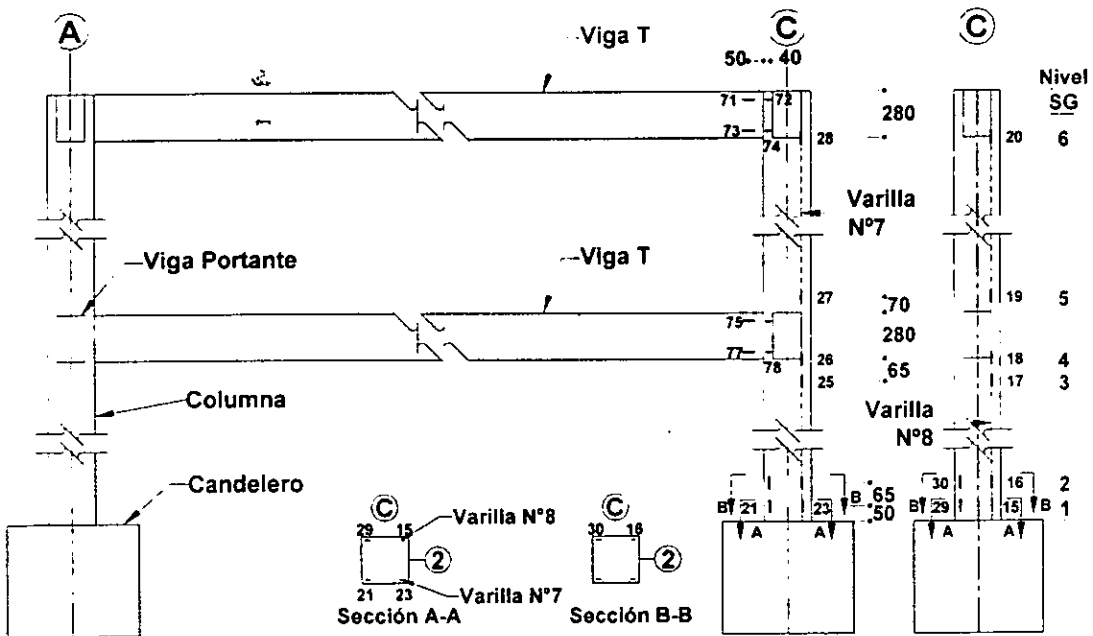 A
Viga T
C
C
50 40
Nivel
SG
71 72
280
73
74
28
20 6
Varilla
Nº7
Viga Portante
Viga T
27
70
19 5
75
280
77
78
26
65
18 4
25
17 3
Columna
Varilla
Nº8
Candelero
C
C
B B
65
30 16 2
21 23
50
B 29 15 B 1
A A
A A
29 15
Varilla N°8
30 16
2
2
21 23
Varilla N°7
Sección A-A
Sección B-B